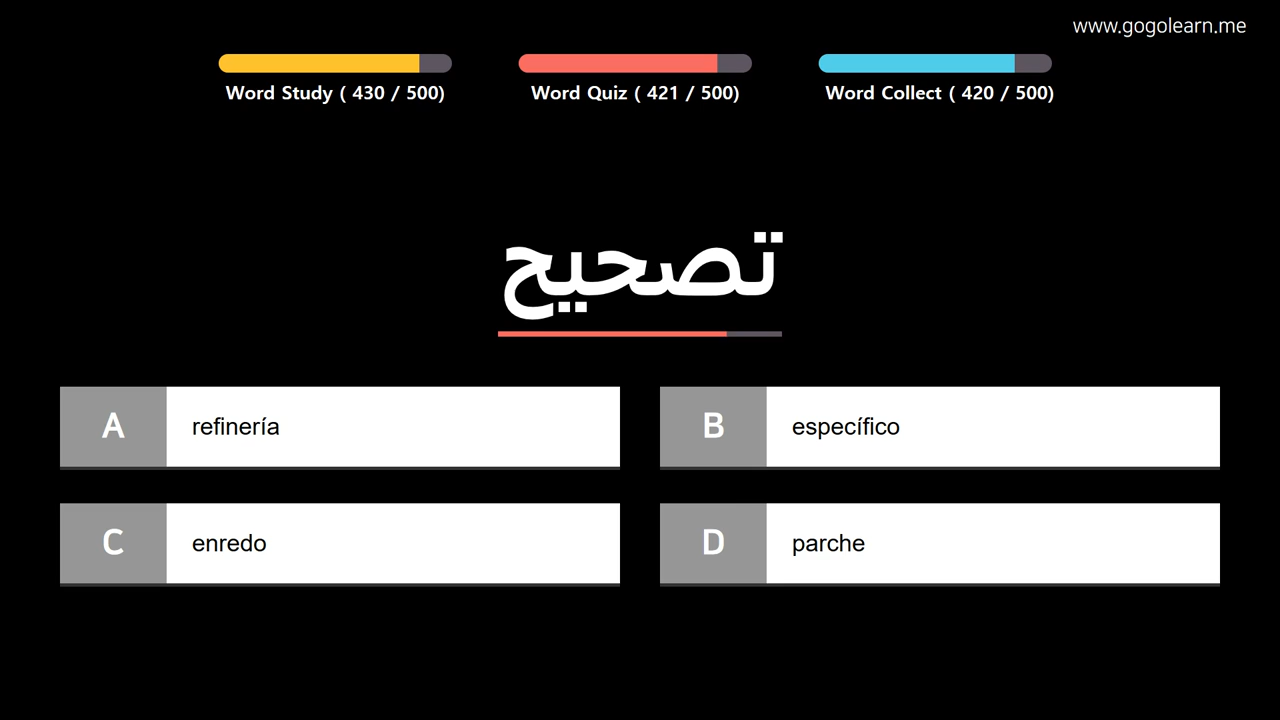 www.gogolearn.me
Word Study ( 430 / 500)
Word Quiz ( 421 / 500)
Word Collect ( 420 / 500)
تصحيح
A refinería
B específico
C enredo
D parche